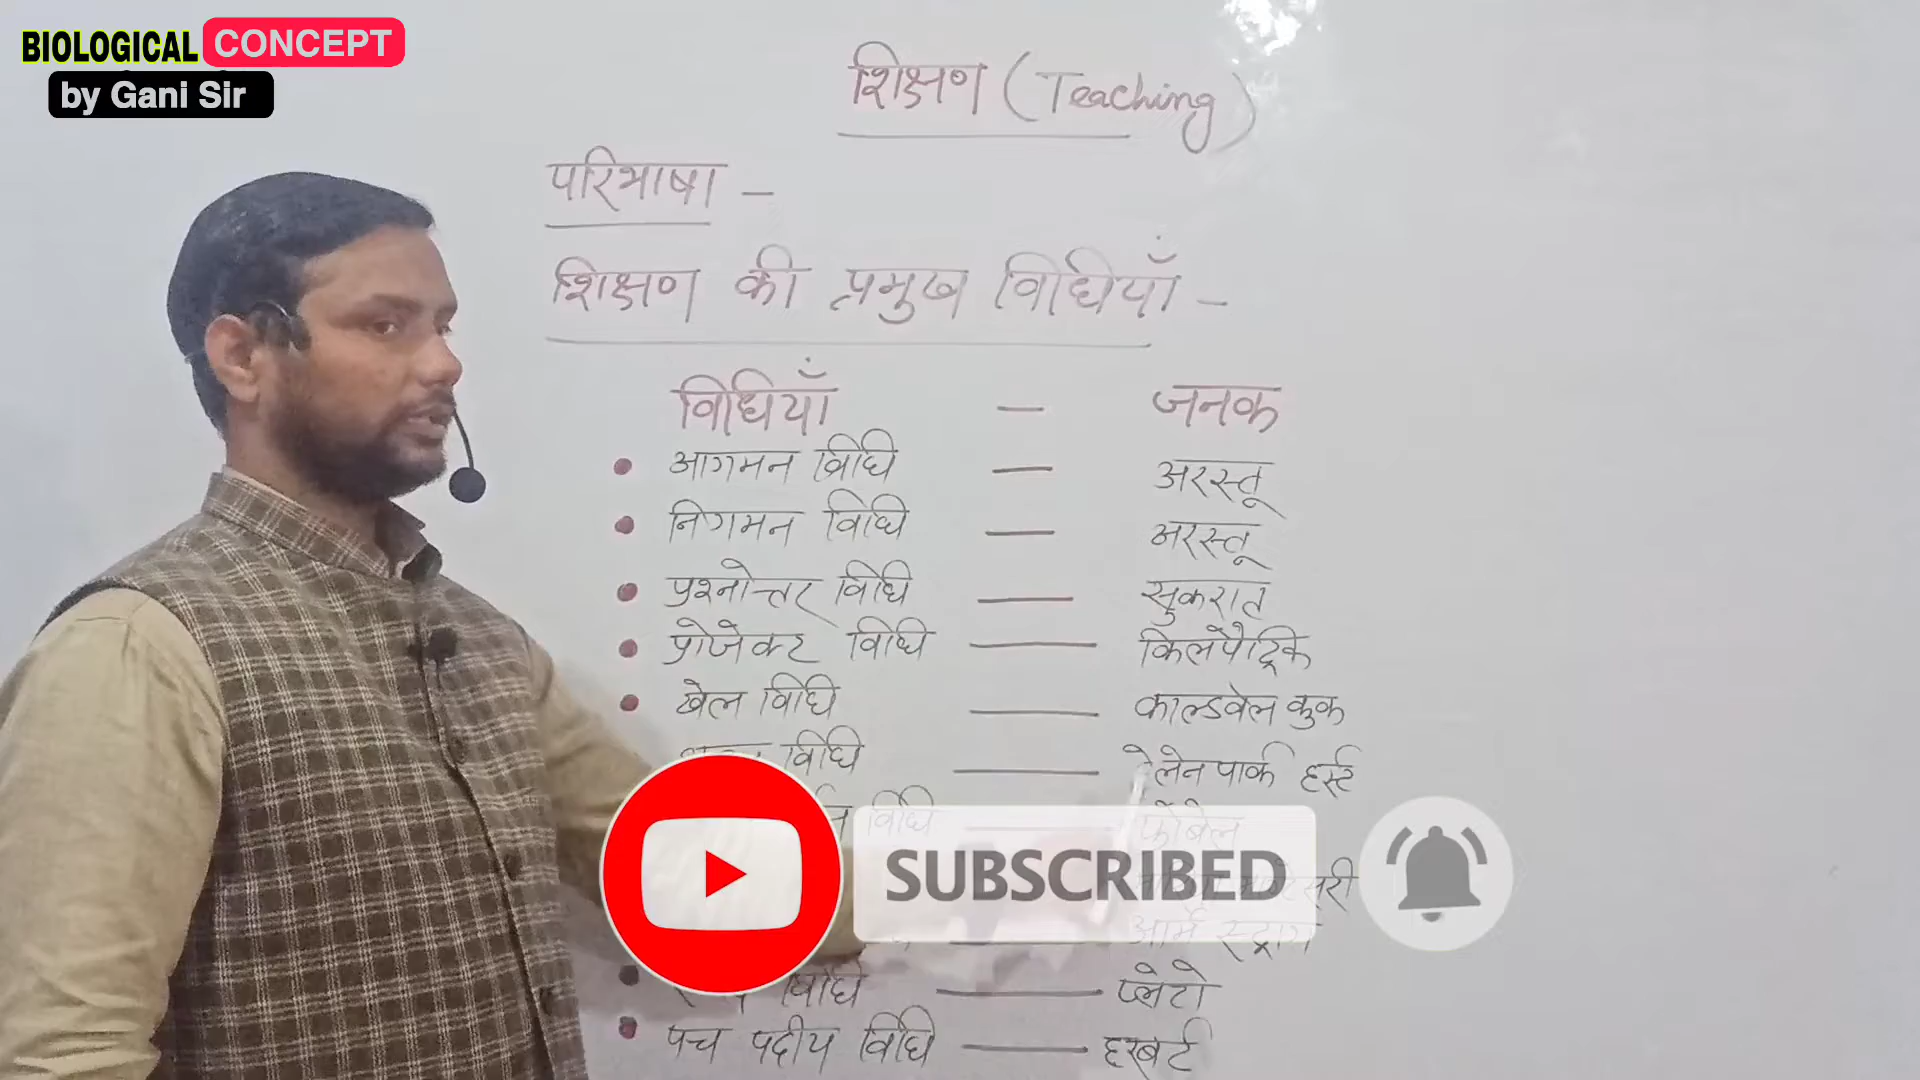 BIOLOGICAL CONCEPT
by Gani Sir
शिक्षण (Teaching)
परिभाषा –
शिक्षण की प्रमुख विधियाँ –
विधियाँ — जनक
आगमन विधि — अरस्तू
निगमन विधि — अरस्तू
प्रश्नोत्तर विधि — सुकरात
प्रोजेक्ट विधि — किलपैट्रिक
खेल विधि — काल्डवेल कुक
विधि — हेलेन पार्क हर्स्ट
विधि — फ्रोबेल
SUBSCRIBED
— आर्म स्ट्रांग
विधि — प्लेटो
पंच पदीय विधि — हरबर्ट